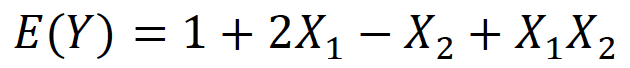 E(Y) = 1 + 2X₁ − X₂ + X₁X₂